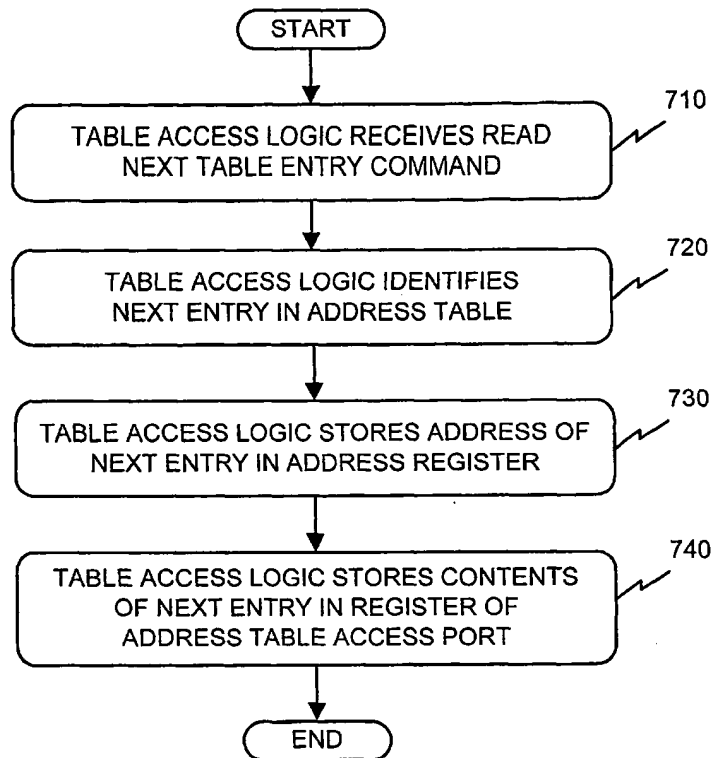 START
710
TABLE ACCESS LOGIC RECEIVES READ
NEXT TABLE ENTRY COMMAND
720
TABLE ACCESS LOGIC IDENTIFIES
NEXT ENTRY IN ADDRESS TABLE
730
TABLE ACCESS LOGIC STORES ADDRESS OF
NEXT ENTRY IN ADDRESS REGISTER
740
TABLE ACCESS LOGIC STORES CONTENTS
OF NEXT ENTRY IN REGISTER OF
ADDRESS TABLE ACCESS PORT
END